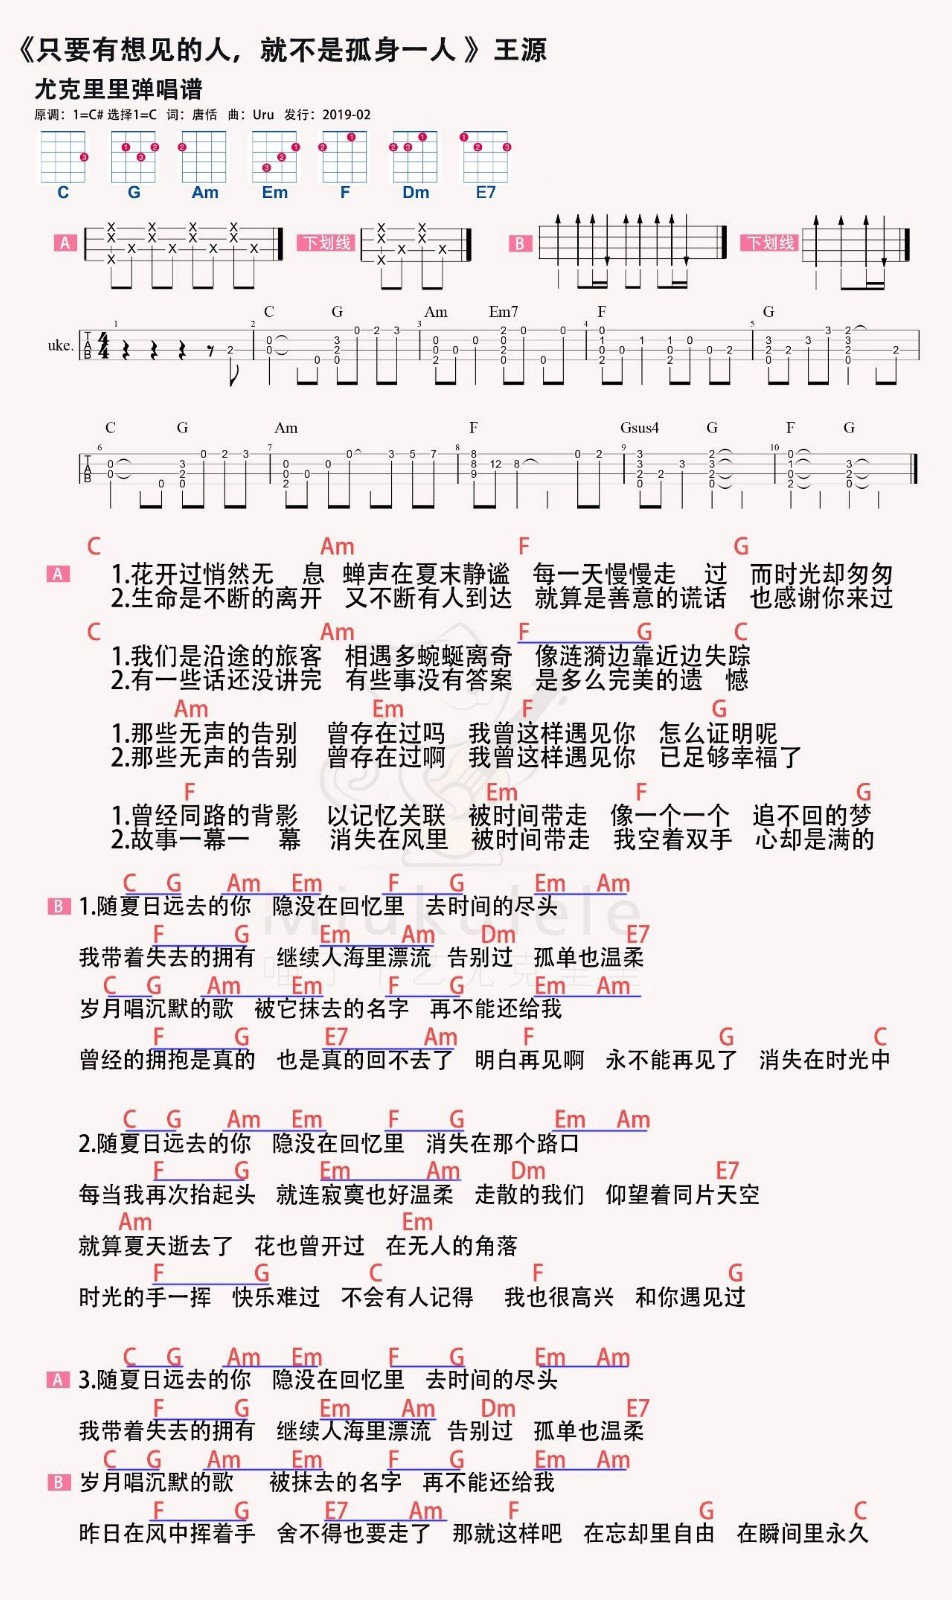 《只要有想见的人，就不是孤身一人 》王源
尤克里里弹唱谱
原调：1=C# 选择1=C 词：唐恬 曲：Uru 发行：2019-02
C G Am Em F Dm E7
A 下划线 B 下划线
C G Am Em7 F G
1 2 3 4 5
uke.
C G Am F Gsus4 G F G
6 7 8 9 10
C Am F G
A 1.花开过悄然无 息 蝉声在夏末静谧 每一天慢慢走 过 而时光却匆匆
2.生命是不断的离开 又不断有人到达 就算是善意的谎话 也感谢你来过
C Am F G C
1.我们是沿途的旅客 相遇多蜿蜒离奇 像涟漪边靠近边失踪
2.有一些话还没讲完 有些事没有答案 是多么完美的遗 憾
Am Em F G
1.那些无声的告别 曾存在过吗 我曾这样遇见你 怎么证明呢
2.那些无声的告别 曾存在过啊 我曾这样遇见你 已足够幸福了
F Em F G
1.曾经同路的背影 以记忆关联 被时间带走 像一个一个 追不回的梦
2.故事一幕一 幕 消失在风里 被时间带走 我空着双手 心却是满的
C G Am Em F G Em Am
B 1.随夏日远去的你 隐没在回忆里 去时间的尽头
Miukulele
F G Em Am Dm E7
我带着失去的拥有 继续人海里漂流 告别过 孤单也温柔
C G Am Em F G Em Am
岁月唱沉默的歌 被它抹去的名字 再不能还给我
F G E7 Am F G C
曾经的拥抱是真的 也是真的回不去了 明白再见啊 永不能再见了 消失在时光中
C G Am Em F G Em Am
2.随夏日远去的你 隐没在回忆里 消失在那个路口
F G Em Am Dm E7
每当我再次抬起头 就连寂寞也好温柔 走散的我们 仰望着同片天空
Am Em
就算夏天逝去了 花也曾开过 在无人的角落
F G C F G
时光的手一挥 快乐难过 不会有人记得 我也很高兴 和你遇见过
C G Am Em F G Em Am
A 3.随夏日远去的你 隐没在回忆里 去时间的尽头
F G Em Am Dm E7
我带着失去的拥有 继续人海里漂流 告别过 孤单也温柔
C G Am Em F G Em Am
B 岁月唱沉默的歌 被抹去的名字 再不能还给我
F G E7 Am F G C
昨日在风中挥着手 舍不得也要走了 那就这样吧 在忘却里自由 在瞬间里永久